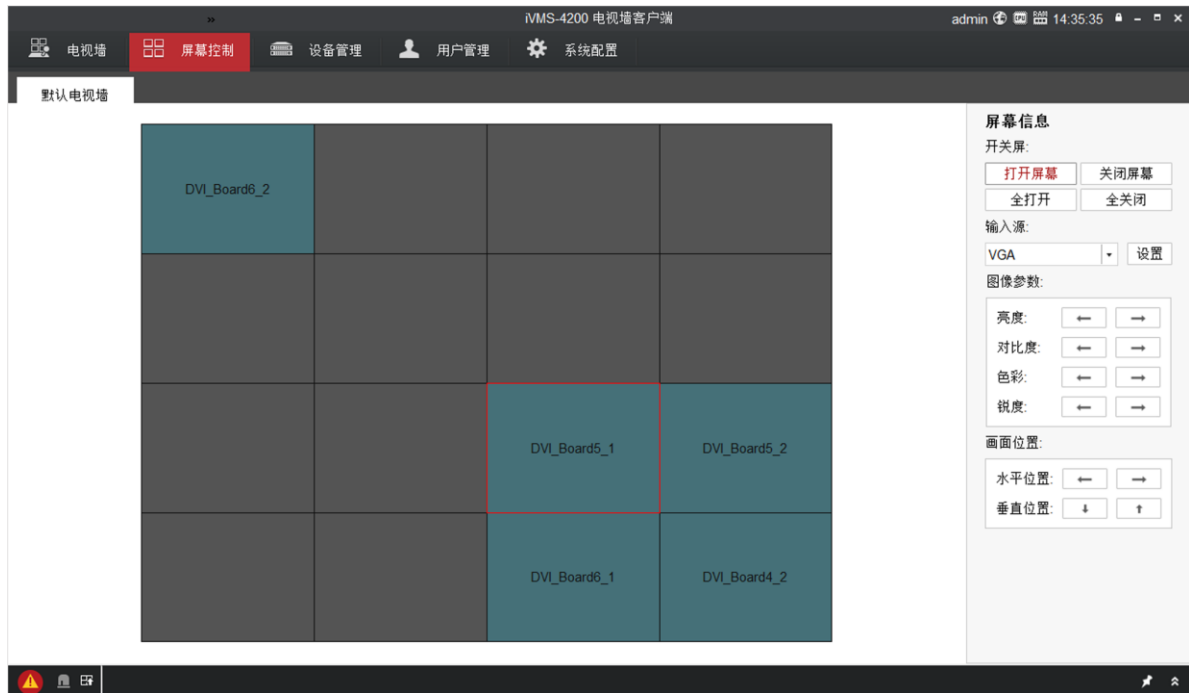 »
iVMS-4200 电视墙客户端
admin 14:35:35
电视墙 屏幕控制 设备管理 用户管理 系统配置
默认电视墙
DVI_Board6_2
DVI_Board5_1 DVI_Board5_2
DVI_Board6_1 DVI_Board4_2
屏幕信息
开关屏:
打开屏幕 关闭屏幕
全打开 全关闭
输入源:
VGA 设置
图像参数:
亮度: ← →
对比度: ← →
色彩: ← →
锐度: ← →
画面位置:
水平位置: ← →
垂直位置: ↓ ↑